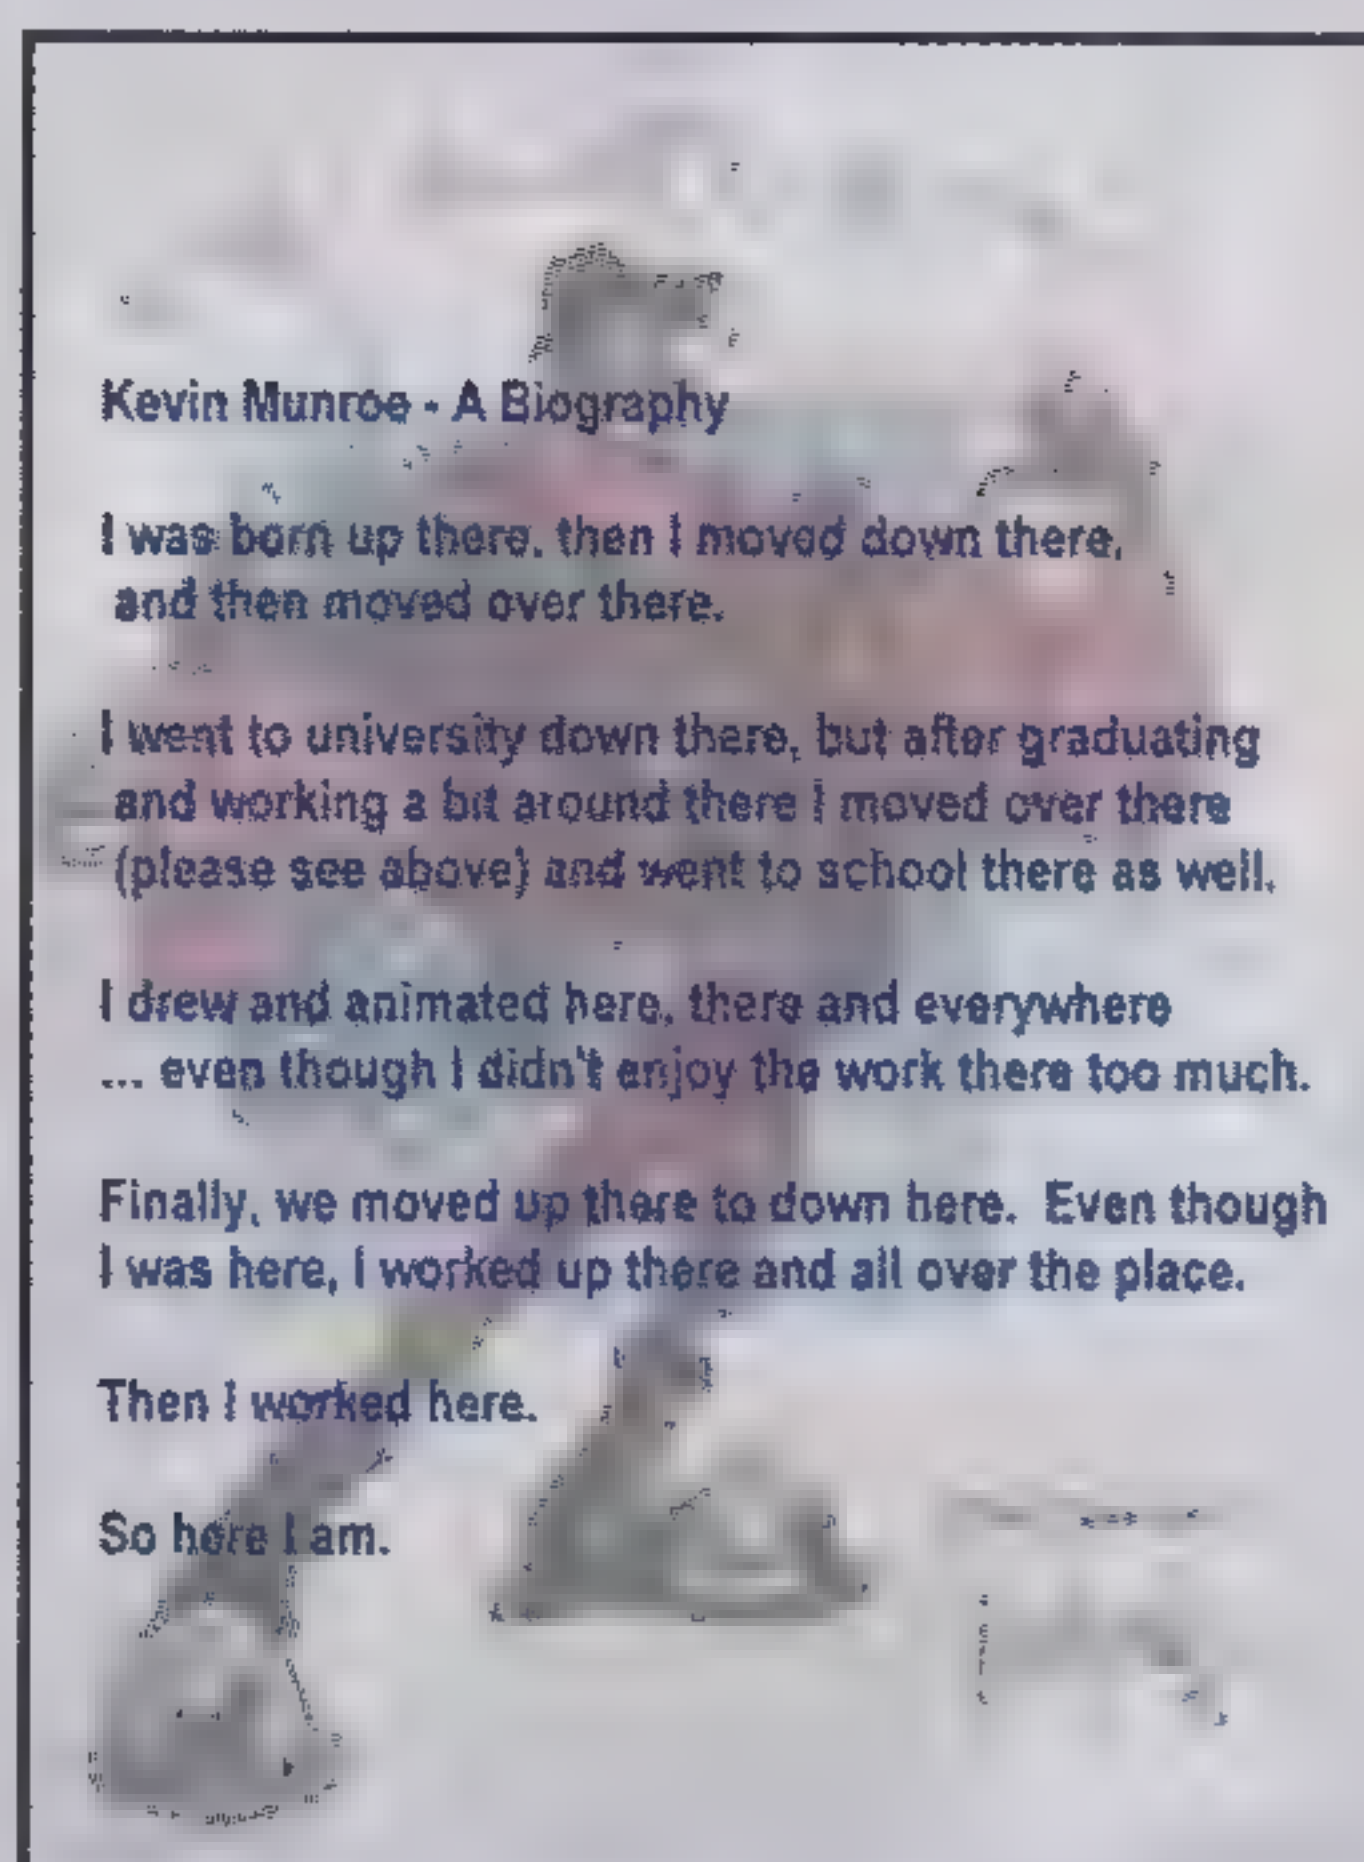 Kevin Munroe - A Biography
I was born up there, then I moved down there,
and then moved over there.
I went to university down there, but after graduating
and working a bit around there I moved over there
(please see above) and went to school there as well.
I drew and animated here, there and everywhere
... even though I didn't enjoy the work there too much.
Finally, we moved up there to down here.  Even though
I was here, I worked up there and all over the place.
Then I worked here.
So here I am.